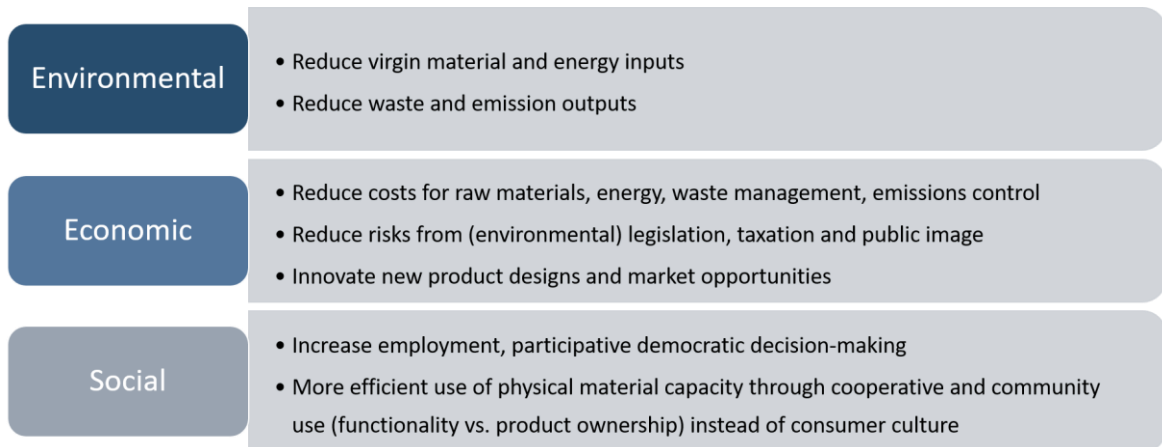 Environmental
• Reduce virgin material and energy inputs
• Reduce waste and emission outputs
Economic
• Reduce costs for raw materials, energy, waste management, emissions control
• Reduce risks from (environmental) legislation, taxation and public image
• Innovate new product designs and market opportunities
Social
• Increase employment, participative democratic decision-making
• More efficient use of physical material capacity through cooperative and community
use (functionality vs. product ownership) instead of consumer culture